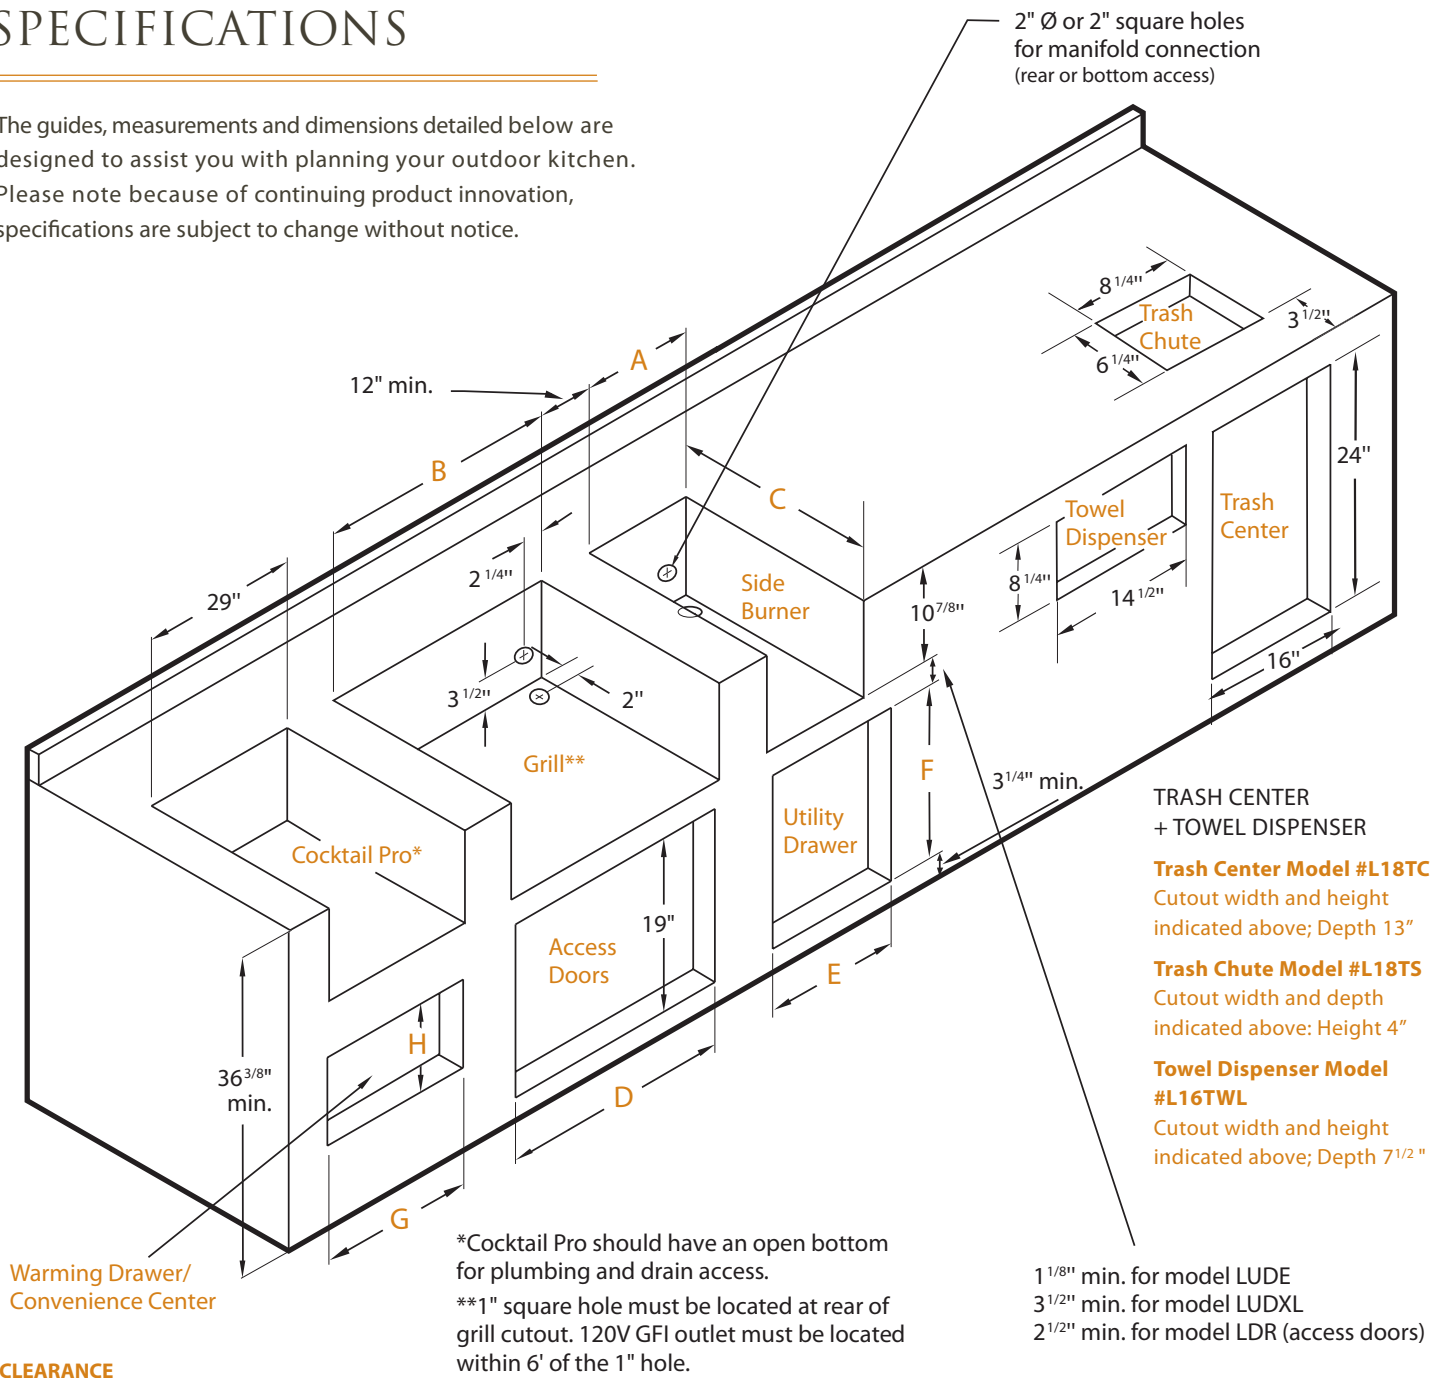 SPECIFICATIONS
The guides, measurements and dimensions detailed below are
designed to assist you with planning your outdoor kitchen.
Please note because of continuing product innovation,
specifications are subject to change without notice.
2" Ø or 2" square holes
for manifold connection
(rear or bottom access)
8 1/4"
Trash
Chute
3 1/2"
6 1/4"
A
12" min.
B
C
24"
Trash
Center
Towel
Dispenser
2 1/4"
8 1/4"
14 1/2"
29"
Side
Burner
10 7/8"
16"
3 1/2"
2"
Grill**
F
3 1/4" min.
Utility
Drawer
Cocktail Pro*
19"
Access
Doors
E
H
36 3/8"
min.
D
G
TRASH CENTER
+ TOWEL DISPENSER
Trash Center Model #L18TC
Cutout width and height
indicated above; Depth 13"
Trash Chute Model #L18TS
Cutout width and depth
indicated above: Height 4"
Towel Dispenser Model
#L16TWL
Cutout width and height
indicated above; Depth 7 1/2 "
Warming Drawer/
Convenience Center
*Cocktail Pro should have an open bottom
for plumbing and drain access.
**1" square hole must be located at rear of
grill cutout. 120V GFI outlet must be located
within 6' of the 1" hole.
1 1/8" min. for model LUDE
3 1/2" min. for model LUDXL
2 1/2" min. for model LDR (access doors)
CLEARANCE